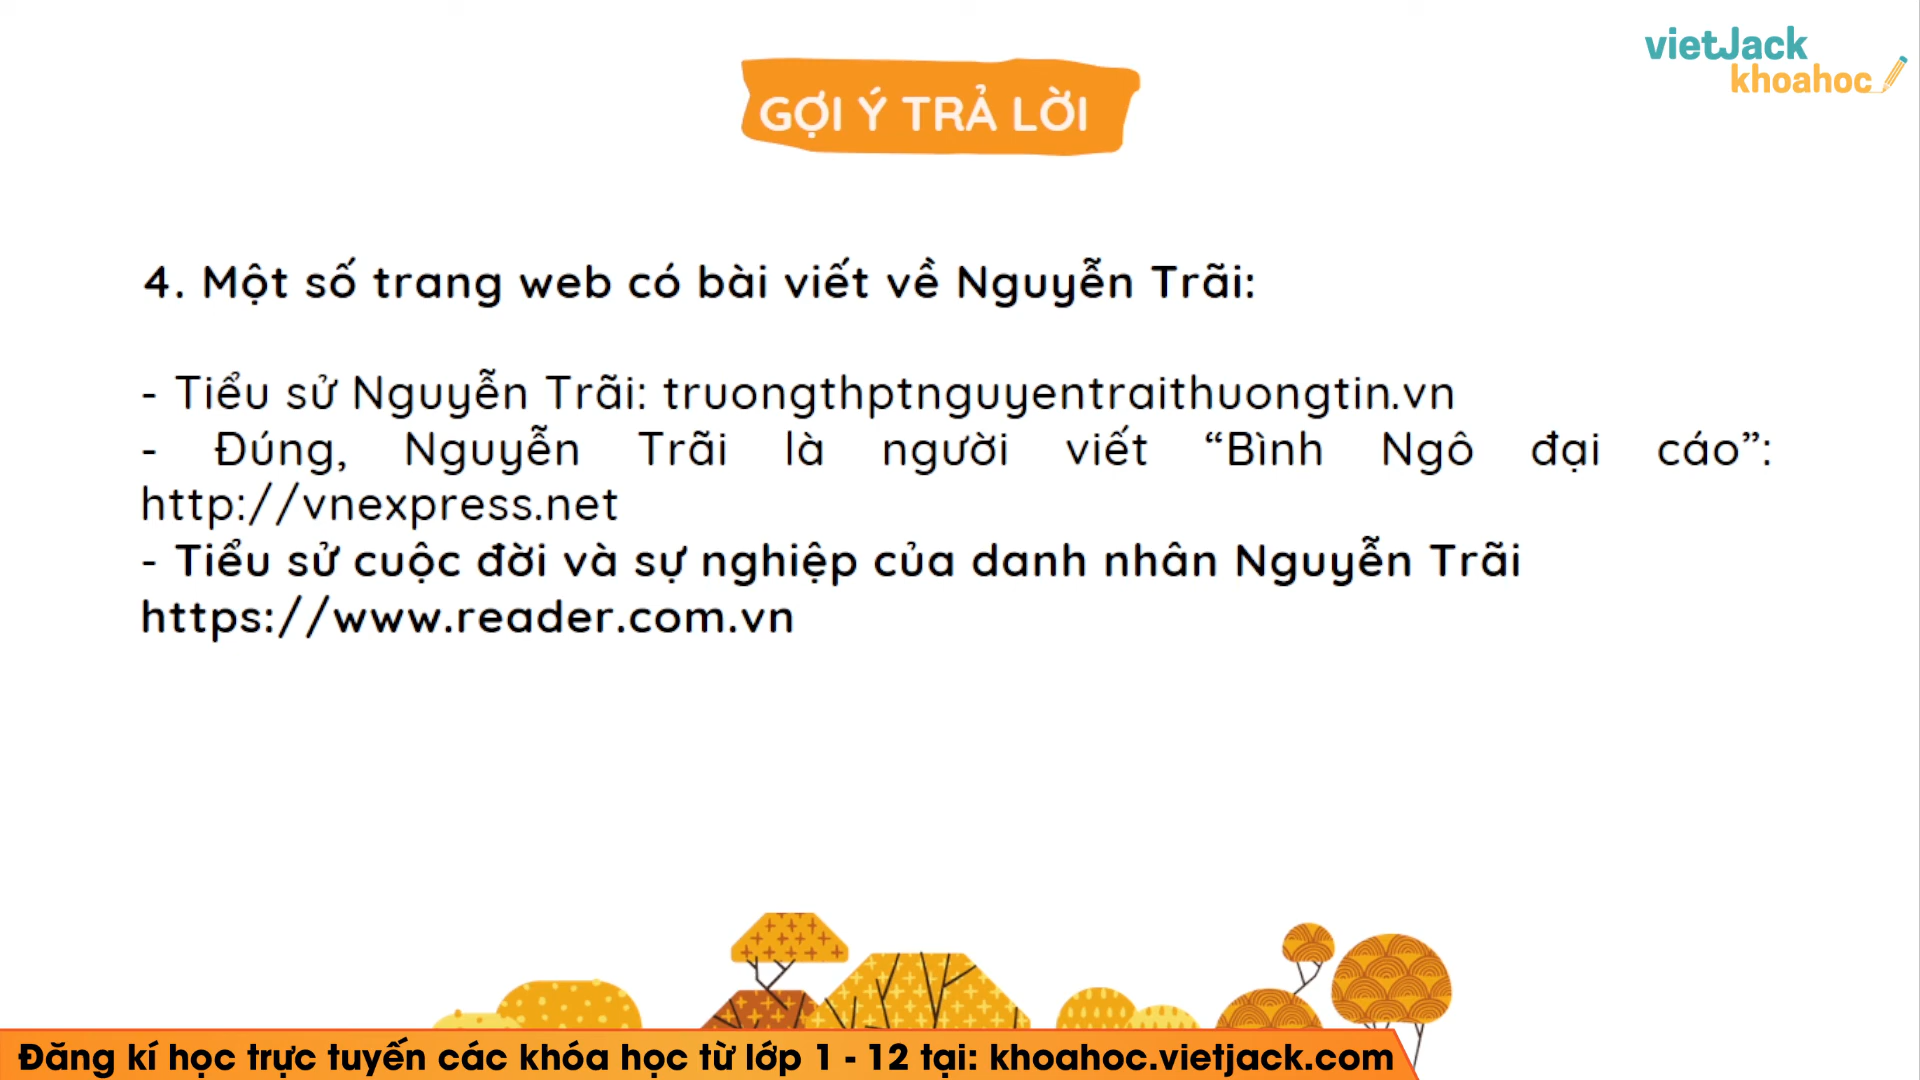 vietJack
khoahoc
GỢI Ý TRẢ LỜI
4. Một số trang web có bài viết về Nguyễn Trãi:
- Tiểu sử Nguyễn Trãi: truongthptnguyentraithuongtin.vn
- Đúng, Nguyễn Trãi là người viết “Bình Ngô đại cáo”:
http://vnexpress.net
- Tiểu sử cuộc đời và sự nghiệp của danh nhân Nguyễn Trãi
https://www.reader.com.vn
Đăng kí học trực tuyến các khóa học từ lớp 1 - 12 tại: khoahoc.vietjack.com